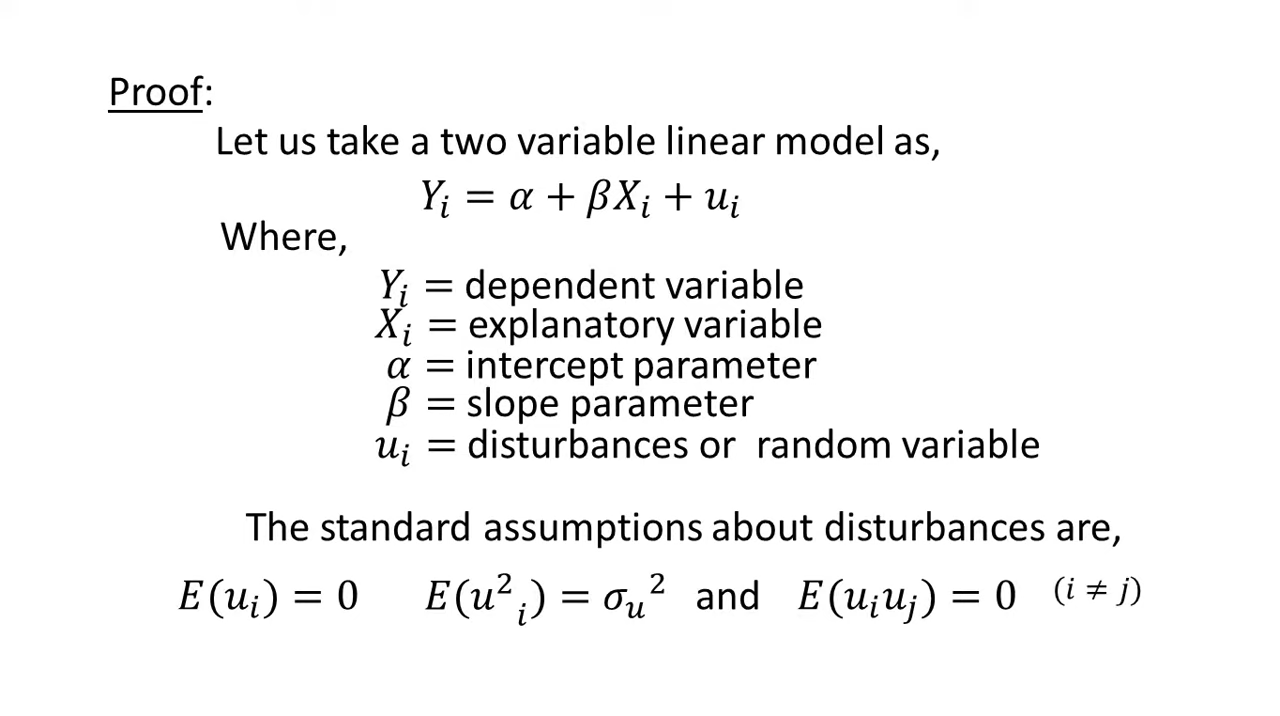 Proof:
Let us take a two variable linear model as,
𝑌ᵢ = 𝛼 + 𝛽𝑋ᵢ + 𝑢ᵢ
Where,
𝑌ᵢ = dependent variable
𝑋ᵢ = explanatory variable
𝛼 = intercept parameter
𝛽 = slope parameter
𝑢ᵢ = disturbances or random variable
The standard assumptions about disturbances are,
𝐸(𝑢ᵢ) = 0 𝐸(𝑢²ᵢ) = 𝜎ᵤ² and 𝐸(𝑢ᵢ𝑢ⱼ) = 0 (𝑖 ≠ 𝑗)